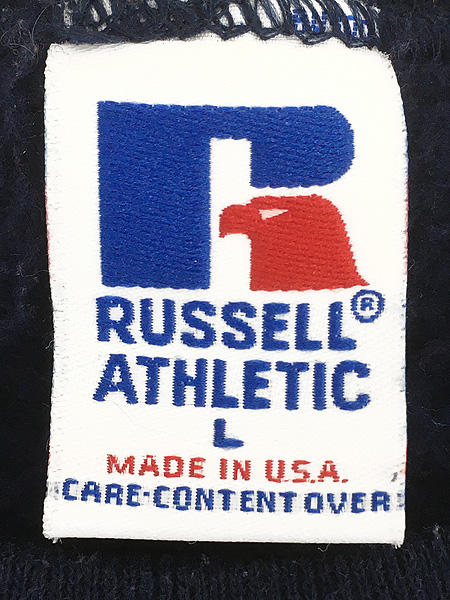 RUSSELL®
ATHLETIC
L
MADE IN U.S.A.
CARE-CONTENT OVER